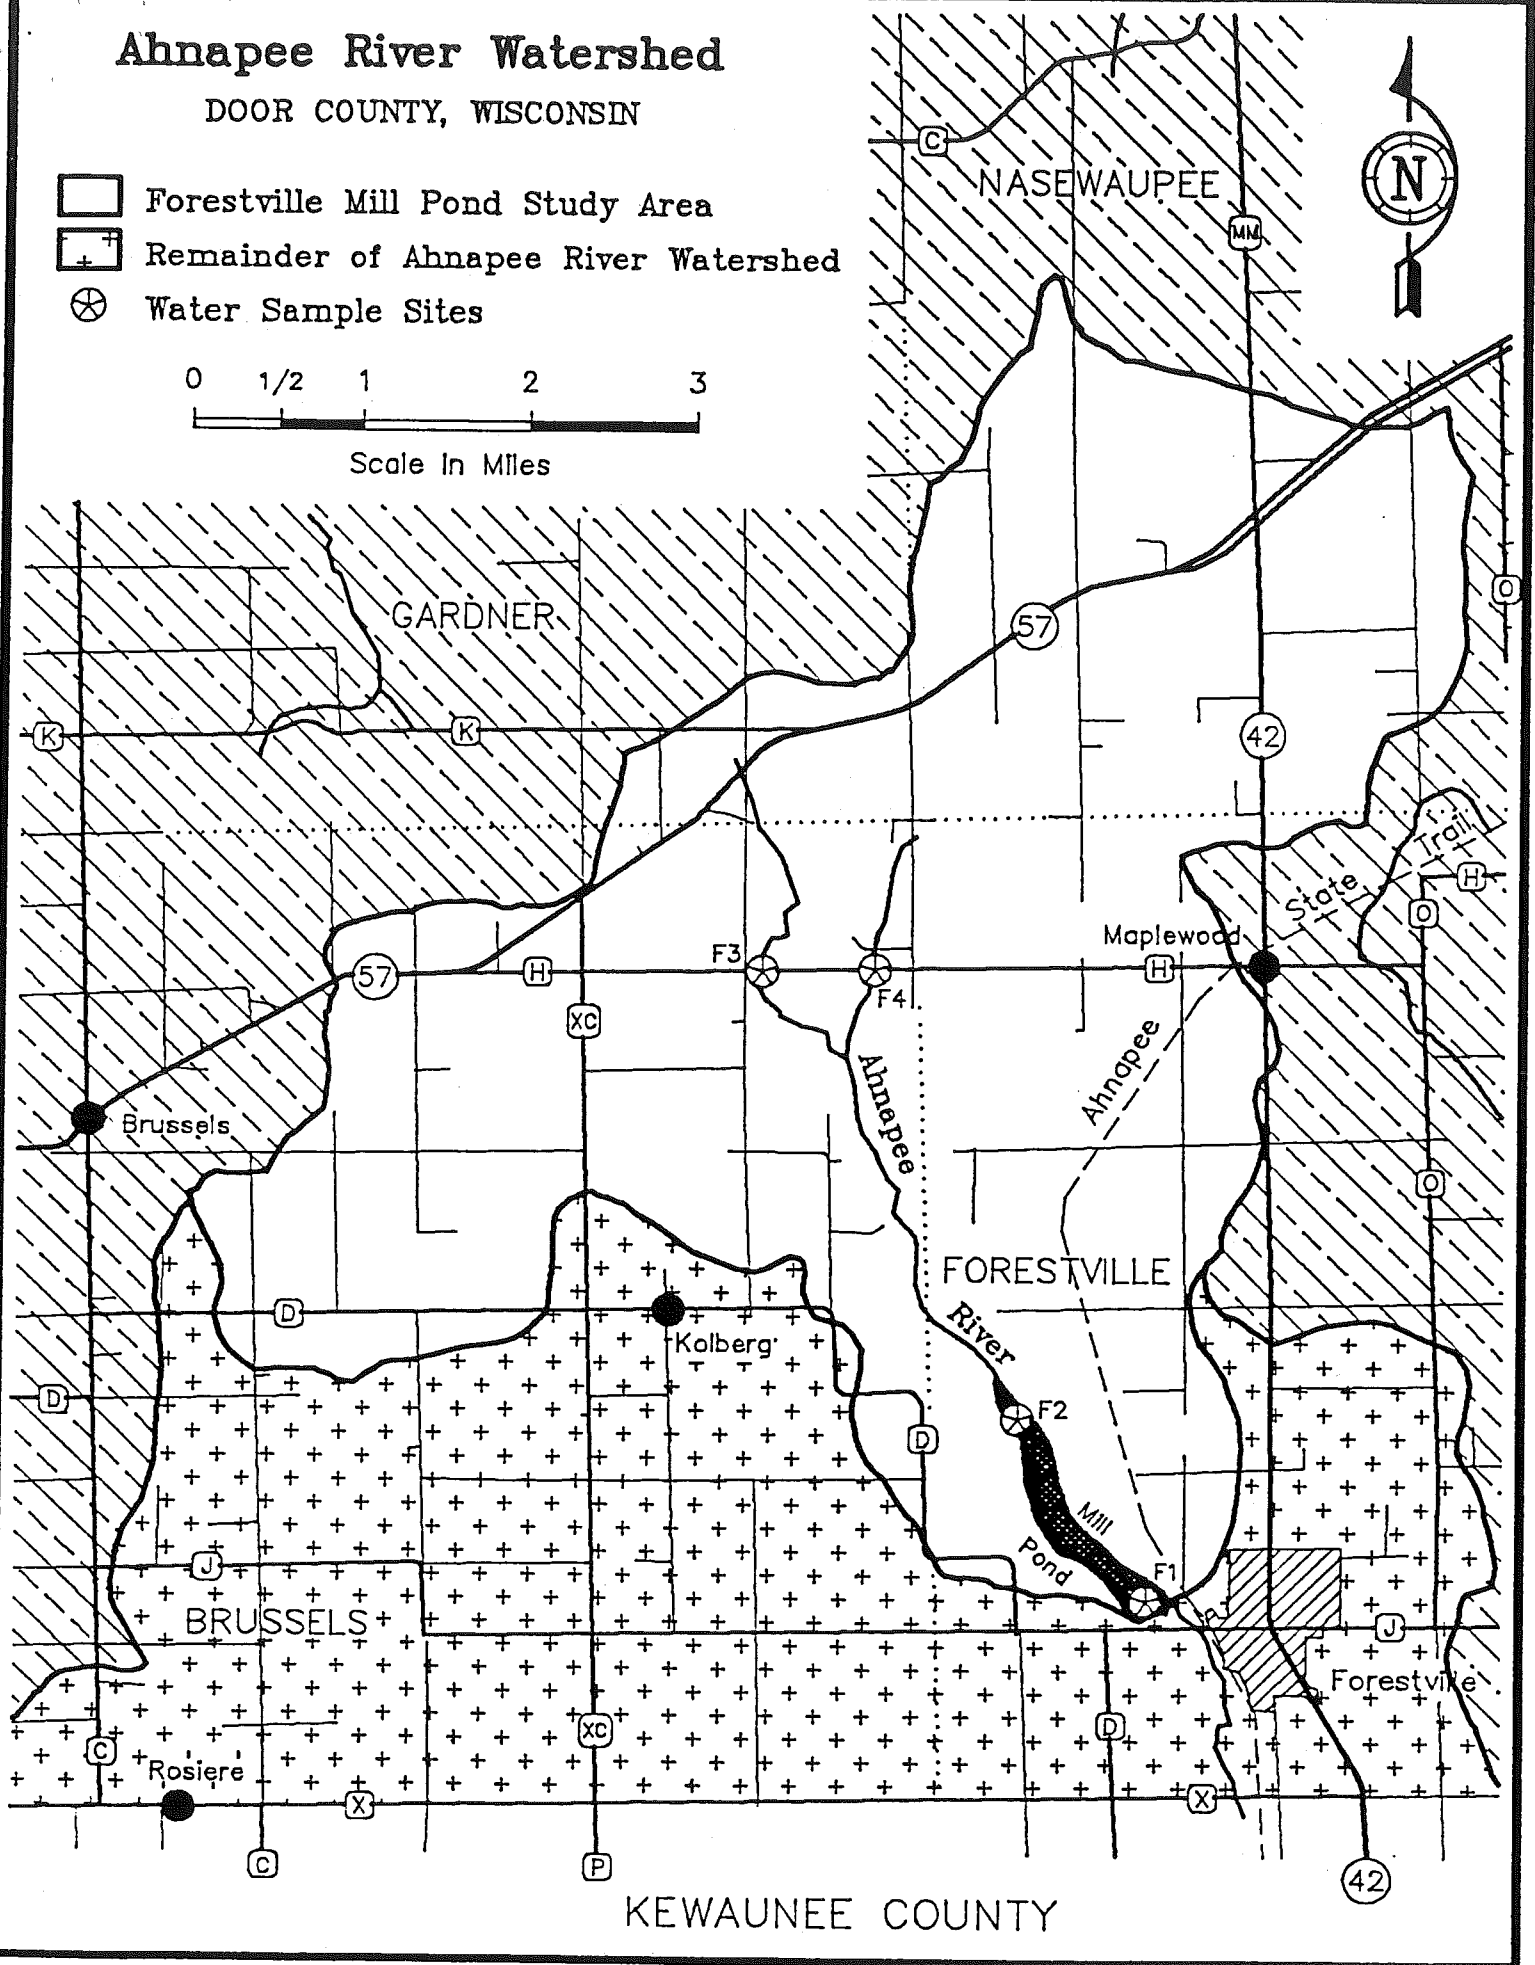 Ahnapee River Watershed
DOOR COUNTY, WISCONSIN
Forestville Mill Pond Study Area
Remainder of Ahnapee River Watershed
Water Sample Sites
0 1/2 1 2 3
Scale in Miles
N
C
NASEWAUPEE
MM
GARDNER
57
O
K
K
42
Trail
State
H
O
Maplewood
F3
57
H
H
F4
XC
Ahnapee
Ahnapee
Brussels
O
FORESTVILLE
D
River
Kolberg
D
F2
D
Mill
Pond
F1
J
BRUSSELS
J
Forestville
C
XC
D
Rosiere
X
X
C
P
42
KEWAUNEE COUNTY